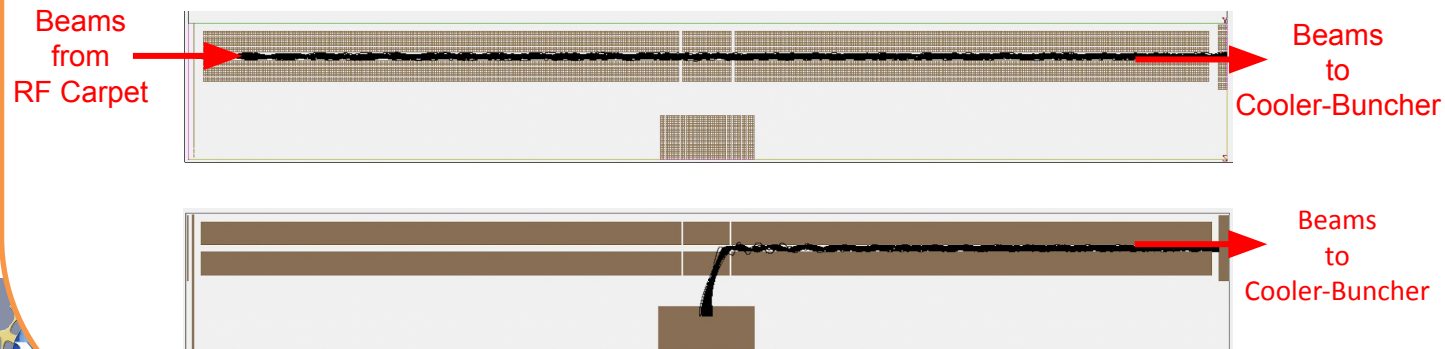 Beams
from
RF Carpet
Beams
to
Cooler-Buncher
Beams
to
Cooler-Buncher